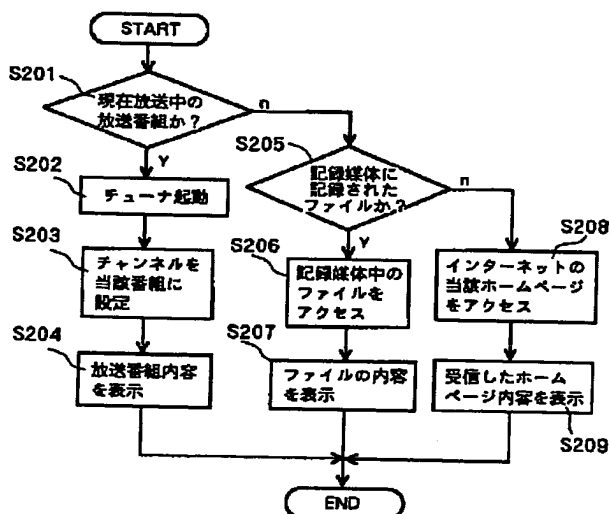 START
S201
現在放送中の
放送番組か?
n
Y
S202
チューナ起動
S203
チャンネルを
当該番組に
設定
S204
放送番組内容
を表示
S205
記録媒体に
記録された
ファイルか?
n
Y
S206
記録媒体中の
ファイルを
アクセス
S207
ファイルの内容
を表示
S208
インターネットの
当該ホームページ
をアクセス
受信したホーム
ページ内容を表示
S209
END